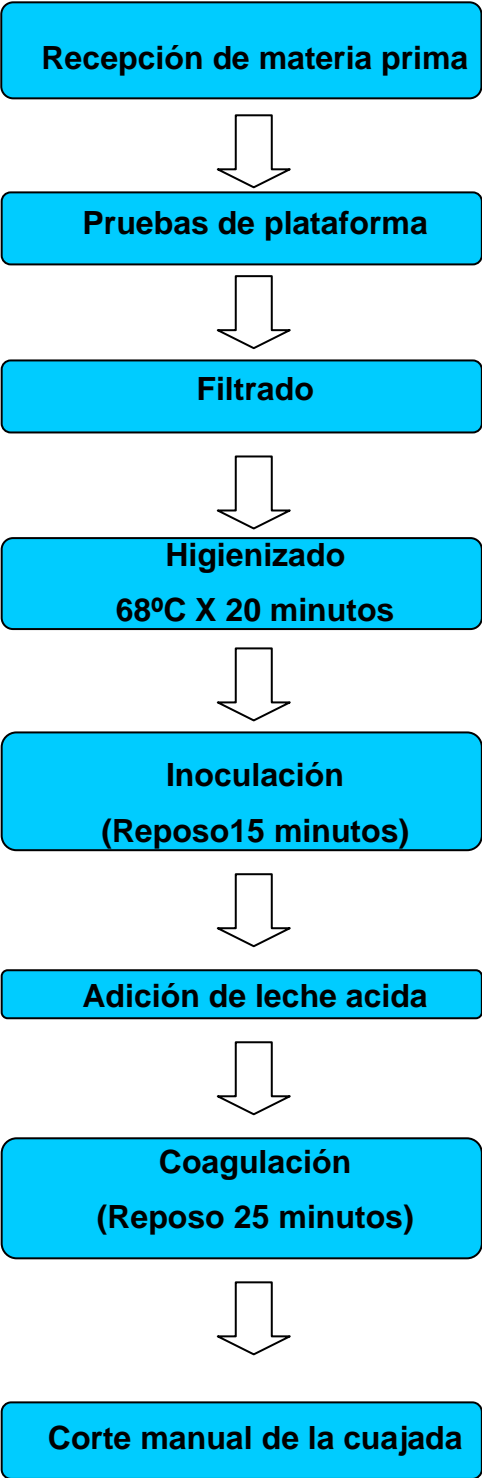 Recepción de materia prima
Pruebas de plataforma
Filtrado
Higienizado
68ºC X 20 minutos
Inoculación
(Reposo15 minutos)
Adición de leche acida
Coagulación
(Reposo 25 minutos)
Corte manual de la cuajada